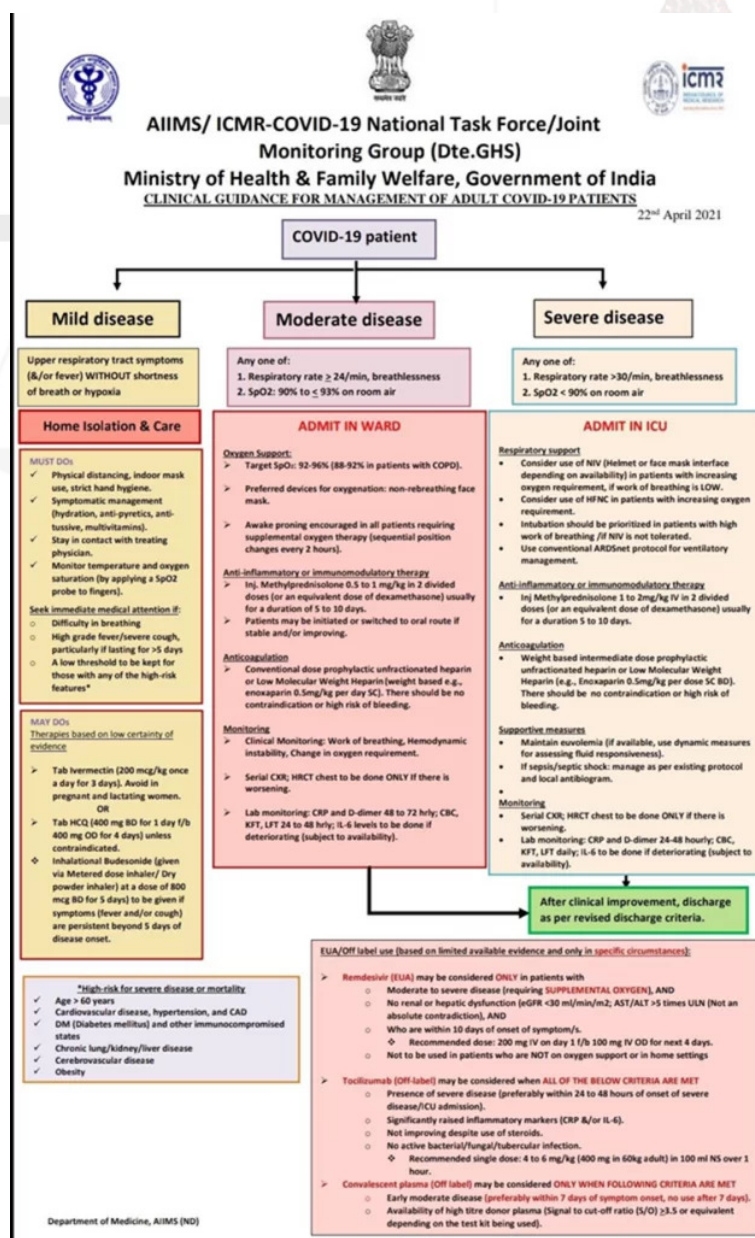 icmr
INDIAN COUNCIL OF
MEDICAL RESEARCH
AIIMS/ ICMR-COVID-19 National Task Force/Joint
Monitoring Group (Dte.GHS)
Ministry of Health & Family Welfare, Government of India
CLINICAL GUIDANCE FOR MANAGEMENT OF ADULT COVID-19 PATIENTS
22nd April 2021
COVID-19 patient
Mild disease
Upper respiratory tract symptoms
(&/or fever) WITHOUT shortness
of breath or hypoxia
Home Isolation & Care
MUST DOs
✓ Physical distancing, indoor mask
use, strict hand hygiene.
✓ Symptomatic management
(hydration, anti-pyretics, anti-
tussive, multivitamins).
✓ Stay in contact with treating
physician.
✓ Monitor temperature and oxygen
saturation (by applying a SpO2
probe to fingers).
Seek immediate medical attention if:
o Difficulty in breathing
o High grade fever/severe cough,
particularly if lasting for >5 days
o A low threshold to be kept for
those with any of the high-risk
features*
MAY DOs
Therapies based on low certainty of
evidence
➤ Tab Ivermectin (200 mcg/kg once
a day for 3 days). Avoid in
pregnant and lactating women.
OR
➤ Tab HCQ (400 mg BD for 1 day f/b
400 mg OD for 4 days) unless
contraindicated.
❖ Inhalational Budesonide (given
via Metered dose inhaler/ Dry
powder inhaler) at a dose of 800
mcg BD for 5 days) to be given if
symptoms (fever and/or cough)
are persistent beyond 5 days of
disease onset.
Moderate disease
Any one of:
1. Respiratory rate ≥ 24/min, breathlessness
2. SpO2: 90% to ≤ 93% on room air
ADMIT IN WARD
Oxygen Support:
➤ Target SpO₂: 92-96% (88-92% in patients with COPD).
➤ Preferred devices for oxygenation: non-rebreathing face
mask.
➤ Awake proning encouraged in all patients requiring
supplemental oxygen therapy (sequential position
changes every 2 hours).
Anti-inflammatory or immunomodulatory therapy
➤ Inj. Methylprednisolone 0.5 to 1 mg/kg in 2 divided
doses (or an equivalent dose of dexamethasone) usually
for a duration of 5 to 10 days.
➤ Patients may be initiated or switched to oral route if
stable and/or improving.
Anticoagulation
➤ Conventional dose prophylactic unfractionated heparin
or Low Molecular Weight Heparin (weight based e.g.,
enoxaparin 0.5mg/kg per day SC). There should be no
contraindication or high risk of bleeding.
Monitoring
➤ Clinical Monitoring: Work of breathing, Hemodynamic
instability, Change in oxygen requirement.
➤ Serial CXR; HRCT chest to be done ONLY If there is
worsening.
➤ Lab monitoring: CRP and D-dimer 48 to 72 hrly; CBC,
KFT, LFT 24 to 48 hrly; IL-6 levels to be done if
deteriorating (subject to availability).
Severe disease
Any one of:
1. Respiratory rate >30/min, breathlessness
2. SpO2 < 90% on room air
ADMIT IN ICU
Respiratory support
• Consider use of NIV (Helmet or face mask interface
depending on availability) in patients with increasing
oxygen requirement, if work of breathing is LOW.
• Consider use of HFNC in patients with increasing oxygen
requirement.
• Intubation should be prioritized in patients with high
work of breathing /if NIV is not tolerated.
• Use conventional ARDSnet protocol for ventilatory
management.
Anti-inflammatory or immunomodulatory therapy
• Inj Methylprednisolone 1 to 2mg/kg IV in 2 divided
doses (or an equivalent dose of dexamethasone) usually
for a duration 5 to 10 days.
Anticoagulation
• Weight based intermediate dose prophylactic
unfractionated heparin or Low Molecular Weight
Heparin (e.g., Enoxaparin 0.5mg/kg per dose SC BD).
There should be no contraindication or high risk of
bleeding.
Supportive measures
• Maintain euvolemia (if available, use dynamic measures
for assessing fluid responsiveness).
• If sepsis/septic shock: manage as per existing protocol
and local antibiogram.
•
Monitoring
• Serial CXR; HRCT chest to be done ONLY if there is
worsening.
• Lab monitoring: CRP and D-dimer 24-48 hourly; CBC,
KFT, LFT daily; IL-6 to be done if deteriorating (subject to
availability).
After clinical improvement, discharge
as per revised discharge criteria.
EUA/Off label use (based on limited available evidence and only in specific circumstances):
➤ Remdesivir (EUA) may be considered ONLY in patients with
o Moderate to severe disease (requiring SUPPLEMENTAL OXYGEN), AND
o No renal or hepatic dysfunction (eGFR <30 ml/min/m2; AST/ALT >5 times ULN (Not an
absolute contradiction), AND
o Who are within 10 days of onset of symptom/s.
❖ Recommended dose: 200 mg IV on day 1 f/b 100 mg IV OD for next 4 days.
o Not to be used in patients who are NOT on oxygen support or in home settings
➤ Tocilizumab (Off-label) may be considered when ALL OF THE BELOW CRITERIA ARE MET
o Presence of severe disease (preferably within 24 to 48 hours of onset of severe
disease/ICU admission).
o Significantly raised inflammatory markers (CRP &/or IL-6).
o Not improving despite use of steroids.
o No active bacterial/fungal/tubercular infection.
❖ Recommended single dose: 4 to 6 mg/kg (400 mg in 60kg adult) in 100 ml NS over 1
hour.
➤ Convalescent plasma (Off label) may be considered ONLY WHEN FOLLOWING CRITERIA ARE MET
o Early moderate disease (preferably within 7 days of symptom onset, no use after 7 days).
o Availability of high titre donor plasma (Signal to cut-off ratio (S/O) ≥3.5 or equivalent
depending on the test kit being used).
*High-risk for severe disease or mortality
✓ Age > 60 years
✓ Cardiovascular disease, hypertension, and CAD
✓ DM (Diabetes mellitus) and other immunocompromised
states
✓ Chronic lung/kidney/liver disease
✓ Cerebrovascular disease
✓ Obesity
Department of Medicine, AIIMS (ND)